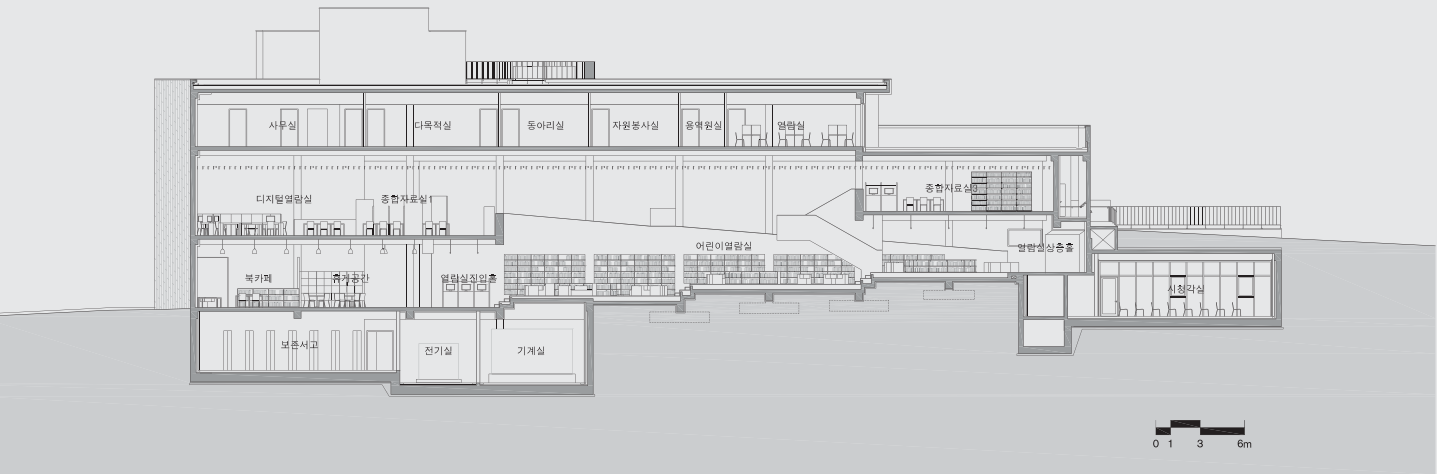 사무실 다목적실 동아리실 자원봉사실 용역원실 열람실
디지털열람실 종합자료실1 종합자료실3
어린이열람실 열람실상층홀
북카페 휴게공간 열람실진입홀
시청각실
보존서고 전기실 기계실
0 1 3 6m